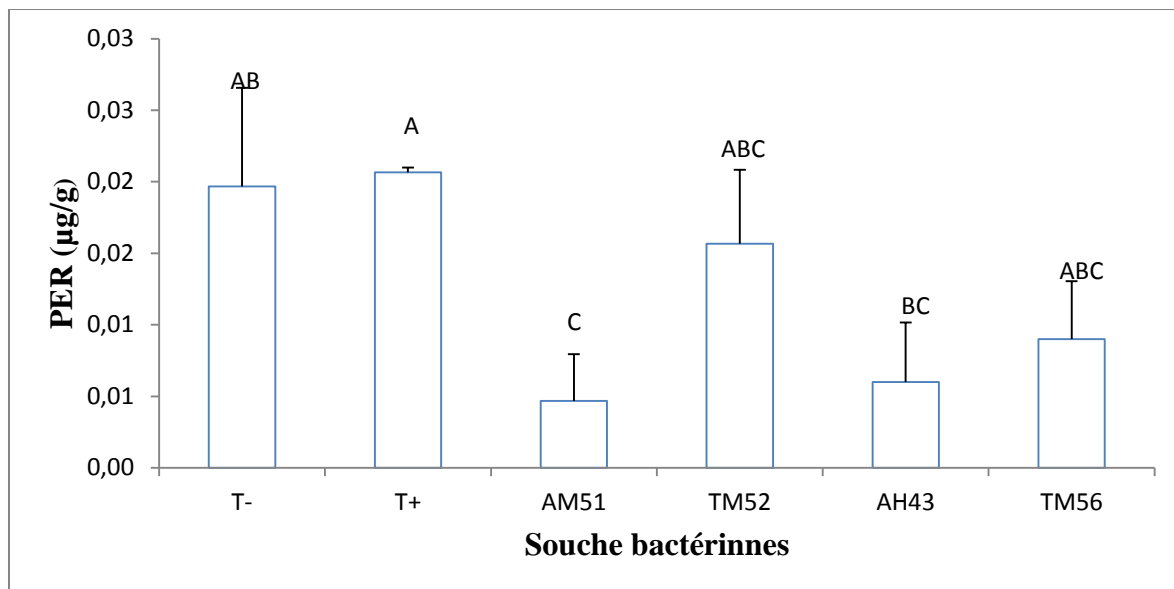 0,03
AB
0,03
A
ABC
0,02
0,02
ABC
0,01
C
BC
0,01
0,00
PER (µg/g)
T- T+ AM51 TM52 AH43 TM56
Souche bactérinnes